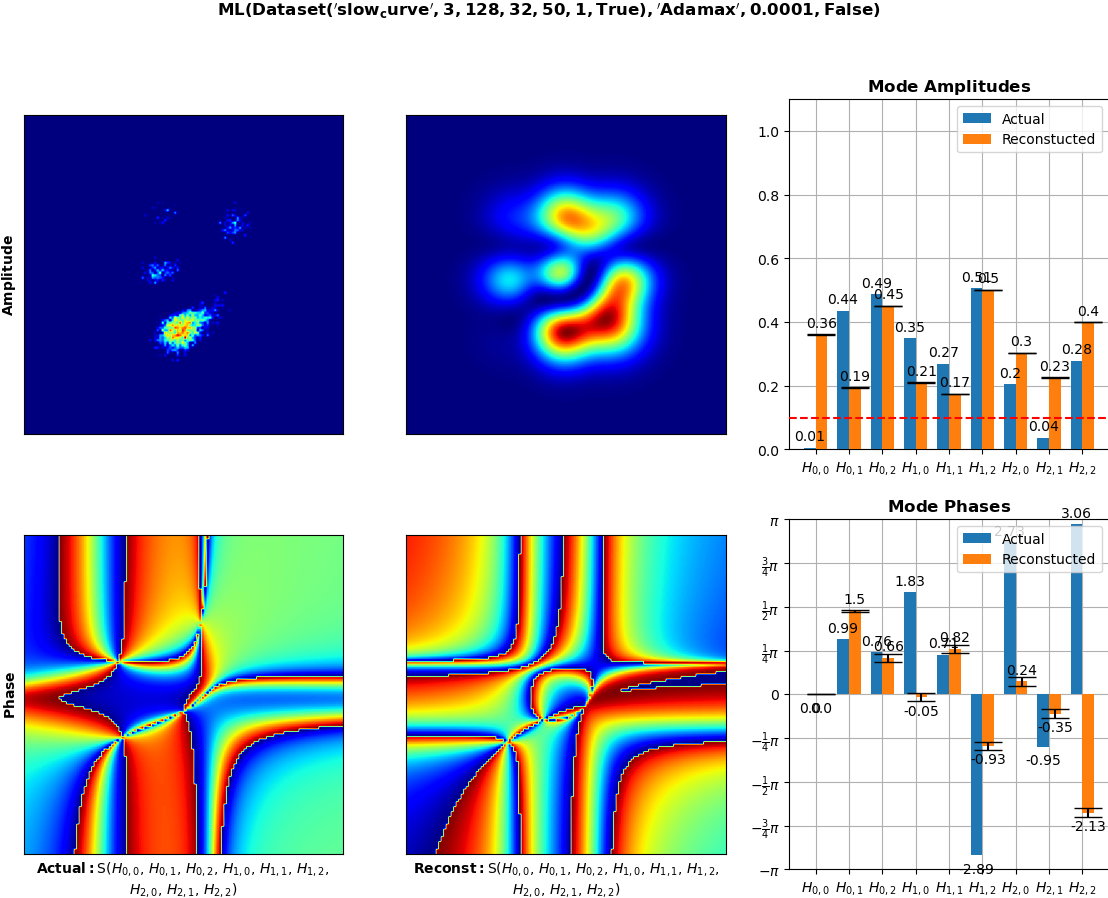 ML(Dataset('slow_curve', 3, 128, 32, 50, 1, True), 'Adamax', 0.0001, False)
Mode Amplitudes
Actual
Reconstucted
1.0
0.8
0.6
0.4
0.2
0.0
0.01
0.36
0.44
0.19
0.49
0.45
0.35
0.21
0.27
0.17
0.51
0.5
0.2
0.3
0.04
0.23
0.28
0.4
H0,0 H0,1 H0,2 H1,0 H1,1 H1,2 H2,0 H2,1 H2,2
Amplitude
Mode Phases
Actual
Reconstucted
π
3/4π
1/2π
1/4π
0
−1/4π
−1/2π
−3/4π
−π
0.0
0.99
1.5
0.76
0.66
1.83
-0.05
0.82
2.89
-0.93
2.73
0.24
-0.95
-0.35
3.06
-2.13
H0,0 H0,1 H0,2 H1,0 H1,1 H1,2 H2,0 H2,1 H2,2
Phase
Actual: S(H0,0, H0,1, H0,2, H1,0, H1,1, H1,2,
H2,0, H2,1, H2,2)
Reconst: S(H0,0, H0,1, H0,2, H1,0, H1,1, H1,2,
H2,0, H2,1, H2,2)